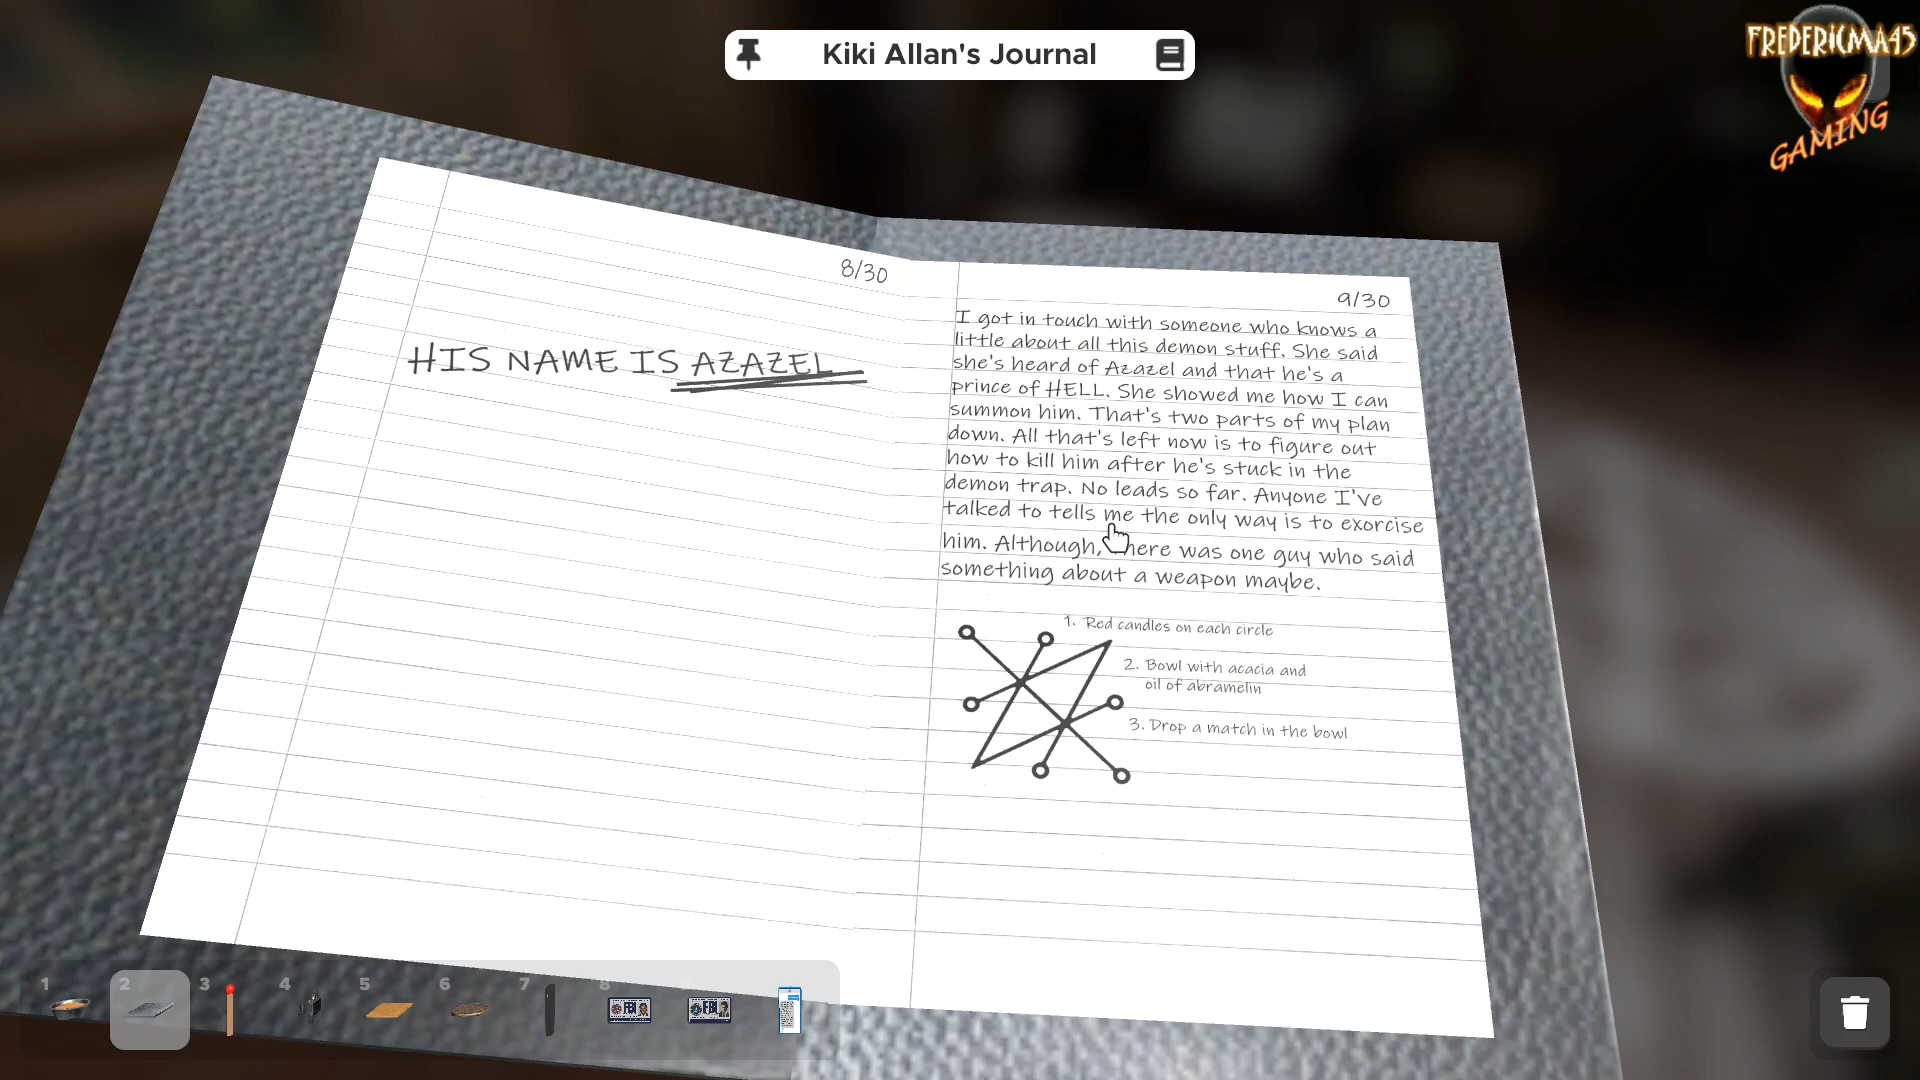 Kiki Allan's Journal
FREDERICMA45
GAMING
8/30
HIS NAME IS AZAZEL
9/30
I got in touch with someone who knows a
little about all this demon stuff. She said
she's heard of Azazel and that he's a
prince of HELL. She showed me how I can
summon him. That's two parts of my plan
down. All that's left now is to figure out
how to kill him after he's stuck in the
demon trap. No leads so far. Anyone I've
talked to tells me the only way is to exorcise
him. Although, there was one guy who said
something about a weapon maybe.
1. Red candles on each circle
2. Bowl with acacia and
oil of abramelin
3. Drop a match in the bowl
1 2 3 4 5 6 7 8
FBI FBI